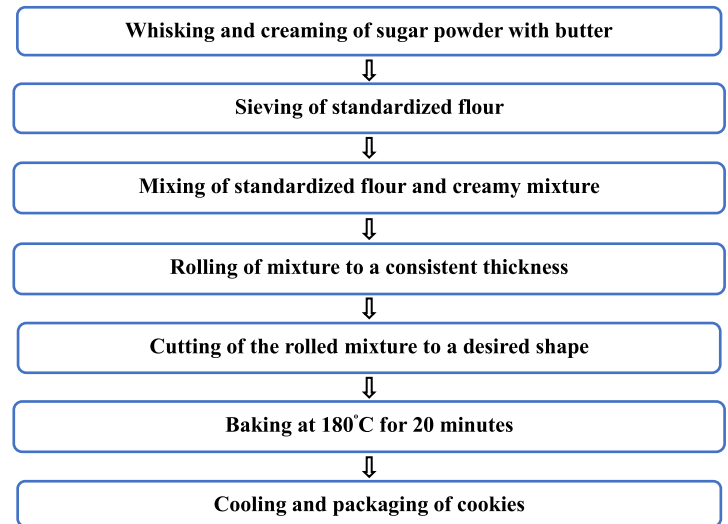 Whisking and creaming of sugar powder with butter
Sieving of standardized flour
Mixing of standardized flour and creamy mixture
Rolling of mixture to a consistent thickness
Cutting of the rolled mixture to a desired shape
Baking at 180°C for 20 minutes
Cooling and packaging of cookies